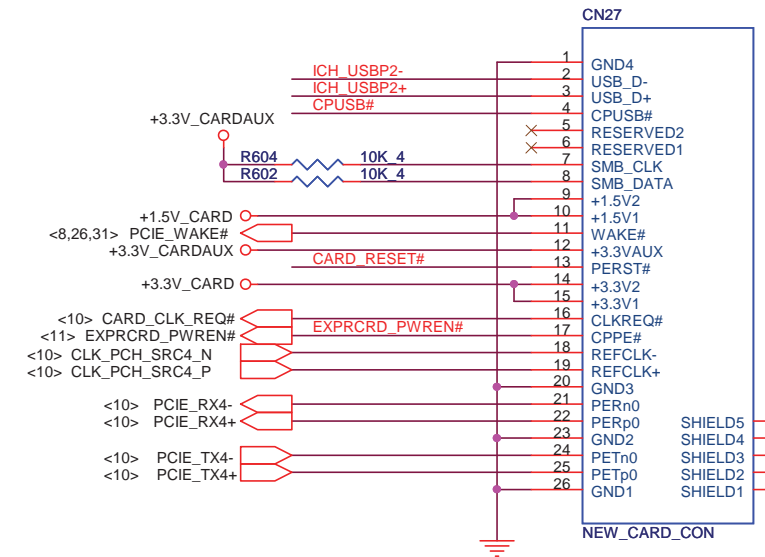 CN27
1 GND4
ICH_USBP2- 2 USB_D-
ICH_USBP2+ 3 USB_D+
CPUSB# 4 CPUSB#
+3.3V_CARDAUX
5 RESERVED2
6 RESERVED1
R604 10K_4 7 SMB_CLK
R602 10K_4 8 SMB_DATA
9 +1.5V2
+1.5V_CARD 10 +1.5V1
<8,26,31> PCIE_WAKE# 11 WAKE#
+3.3V_CARDAUX 12 +3.3VAUX
CARD_RESET# 13 PERST#
+3.3V_CARD 14 +3.3V2
15 +3.3V1
<10> CARD_CLK_REQ# 16 CLKREQ#
<11> EXPRCRD_PWREN# EXPRCRD_PWREN# 17 CPPE#
<10> CLK_PCH_SRC4_N 18 REFCLK-
<10> CLK_PCH_SRC4_P 19 REFCLK+
20 GND3
<10> PCIE_RX4- 21 PERn0
<10> PCIE_RX4+ 22 PERp0 SHIELD5
23 GND2 SHIELD4
<10> PCIE_TX4- 24 PETn0 SHIELD3
<10> PCIE_TX4+ 25 PETp0 SHIELD2
26 GND1 SHIELD1
NEW_CARD_CON